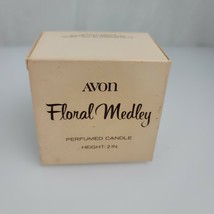 AVON
Floral Medley
PERFUMED CANDLE
HEIGHT: 2 IN.